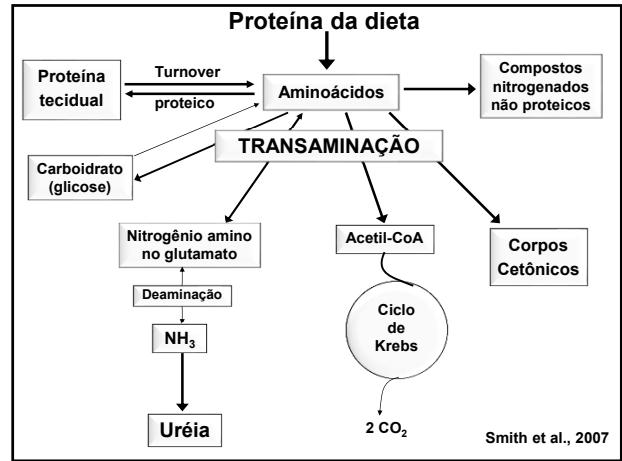 Proteína da dieta
Proteína
tecidual
Turnover
proteico
Aminoácidos
Compostos
nitrogenados
não proteicos
TRANSAMINAÇÃO
Carboidrato
(glicose)
Nitrogênio amino
no glutamato
Acetil-CoA
Corpos
Cetônicos
Deaminação
Ciclo
de
Krebs
NH₃
Uréia
2 CO₂
Smith et al., 2007